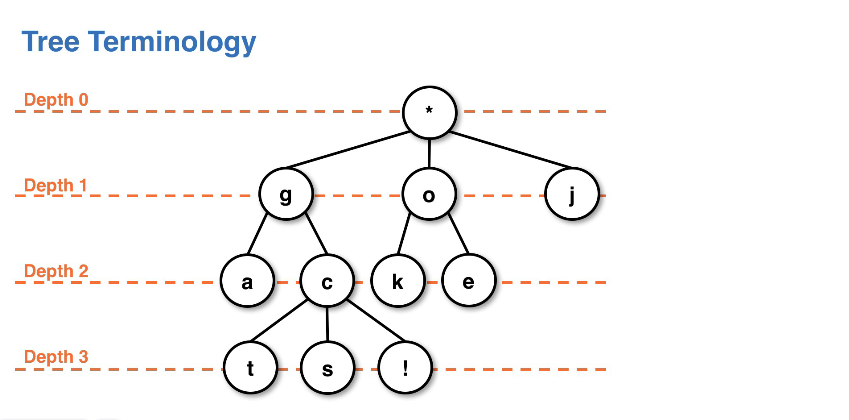 Tree Terminology
Depth 0
*
Depth 1
g o j
Depth 2
a c k e
Depth 3
t s !